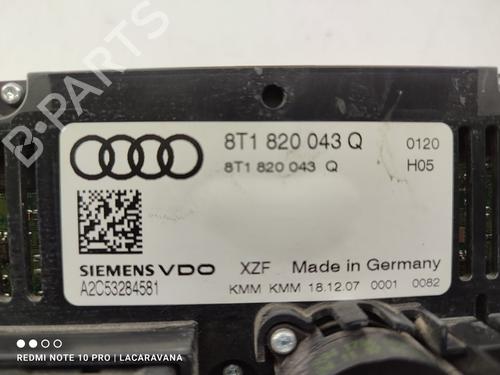 8T1 820 043 Q 0120
8T1 820 043 Q H05
SIEMENS VDO XZF Made in Germany
A2C53284581 KMM KMM 18.12.07 0001 0082
B-PARTS
REDMI NOTE 10 PRO | LACARAVANA